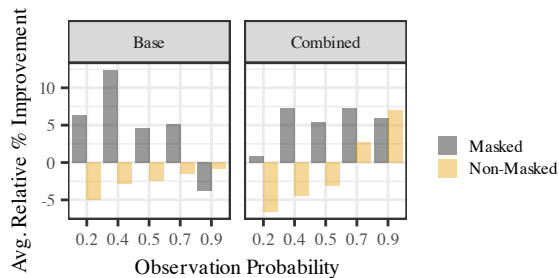 Base
Combined
Avg. Relative % Improvement
10
5
0
-5
0.2 0.4 0.5 0.7 0.9
0.2 0.4 0.5 0.7 0.9
Observation Probability
Masked
Non-Masked